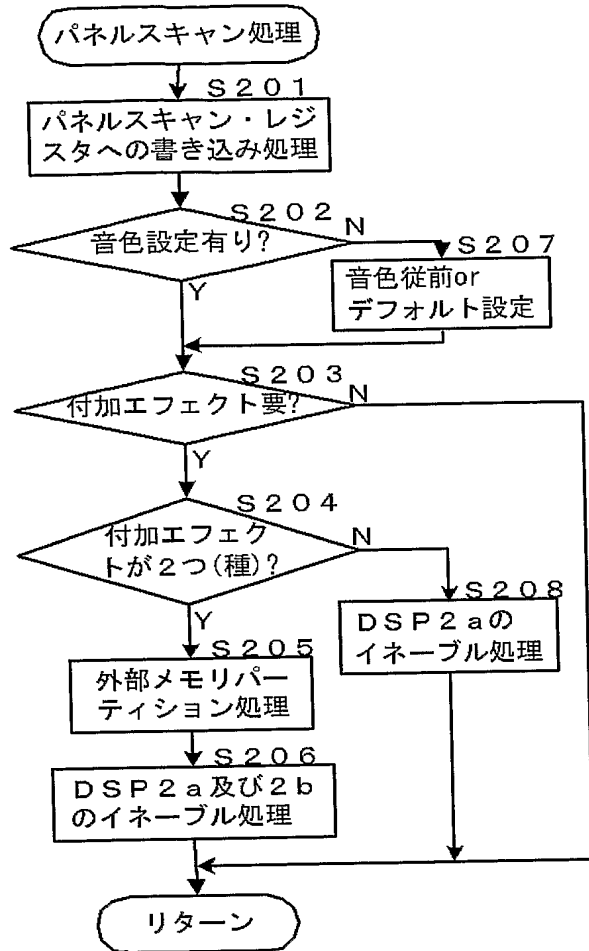 パネルスキャン処理
S201
パネルスキャン・レジ
スタへの書き込み処理
S202
音色設定有り?
N
Y
S207
音色従前or
デフォルト設定
S203
付加エフェクト要?
N
Y
S204
付加エフェク
トが2つ(種)?
N
Y
S208
DSP2aの
イネーブル処理
S205
外部メモリパー
ティション処理
S206
DSP2a及び2b
のイネーブル処理
リターン